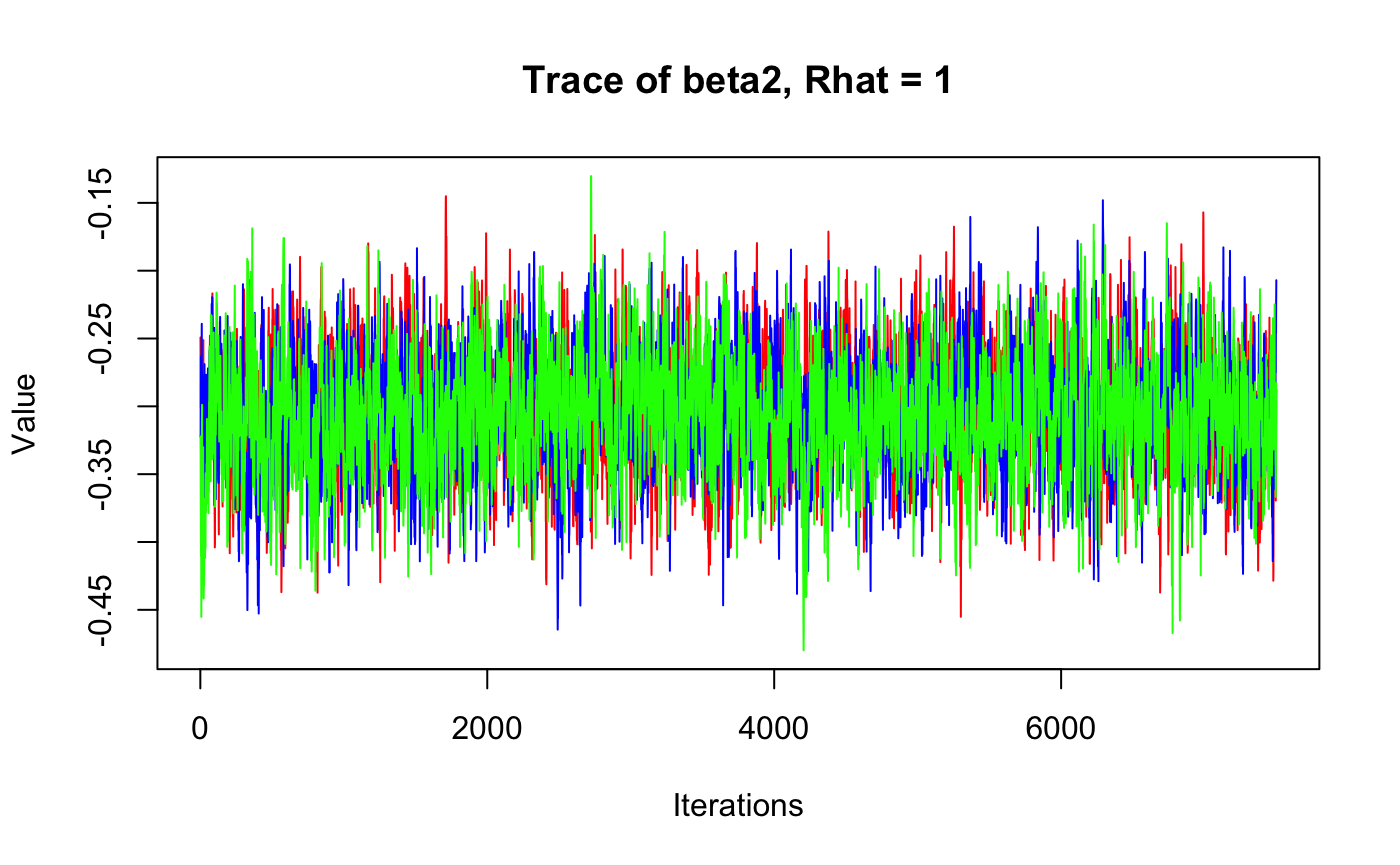 Trace of beta2, Rhat = 1
Value
-0.15
-0.25
-0.35
-0.45
0 2000 4000 6000
Iterations